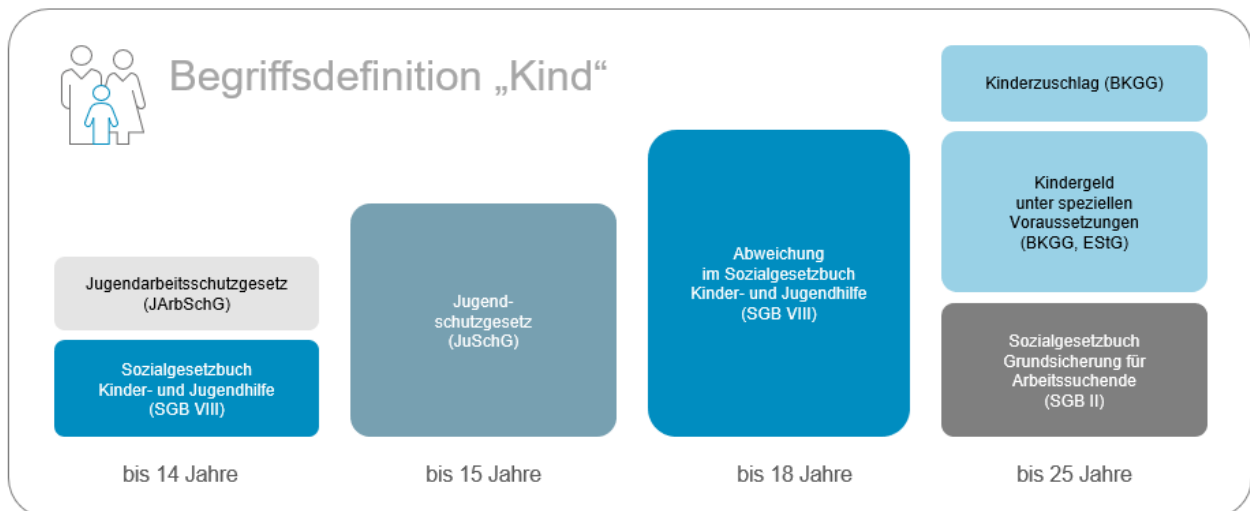 Begriffsdefinition „Kind“
Jugendarbeitsschutzgesetz
(JArbSchG)
Sozialgesetzbuch
Kinder- und Jugendhilfe
(SGB VIII)
bis 14 Jahre
Jugend-
schutzgesetz
(JuSchG)
bis 15 Jahre
Abweichung
im Sozialgesetzbuch
Kinder- und Jugendhilfe
(SGB VIII)
bis 18 Jahre
Kinderzuschlag (BKGG)
Kindergeld
unter speziellen
Voraussetzungen
(BKGG, EStG)
Sozialgesetzbuch
Grundsicherung für
Arbeitssuchende
(SGB II)
bis 25 Jahre